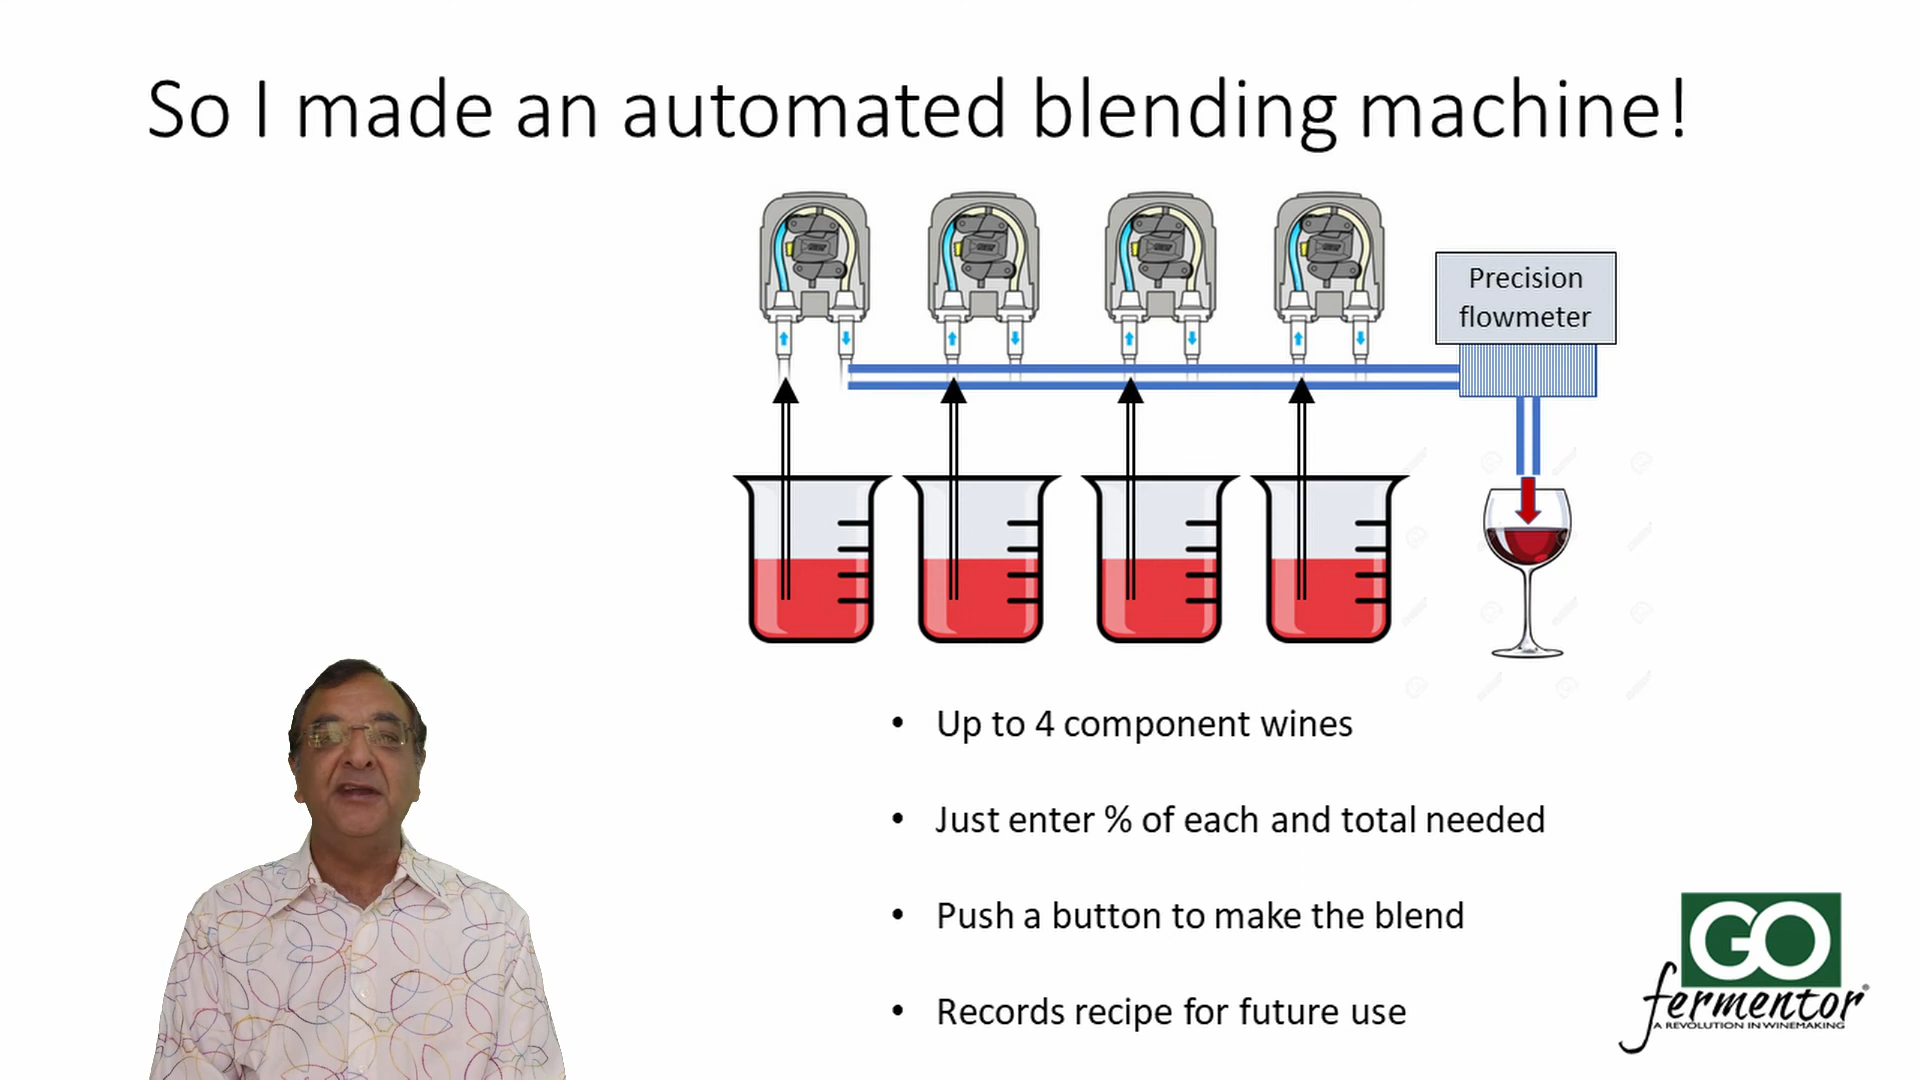 So I made an automated blending machine!
Precision
flowmeter
• Up to 4 component wines
• Just enter % of each and total needed
• Push a button to make the blend
• Records recipe for future use
GO
fermentor®
A REVOLUTION IN WINEMAKING